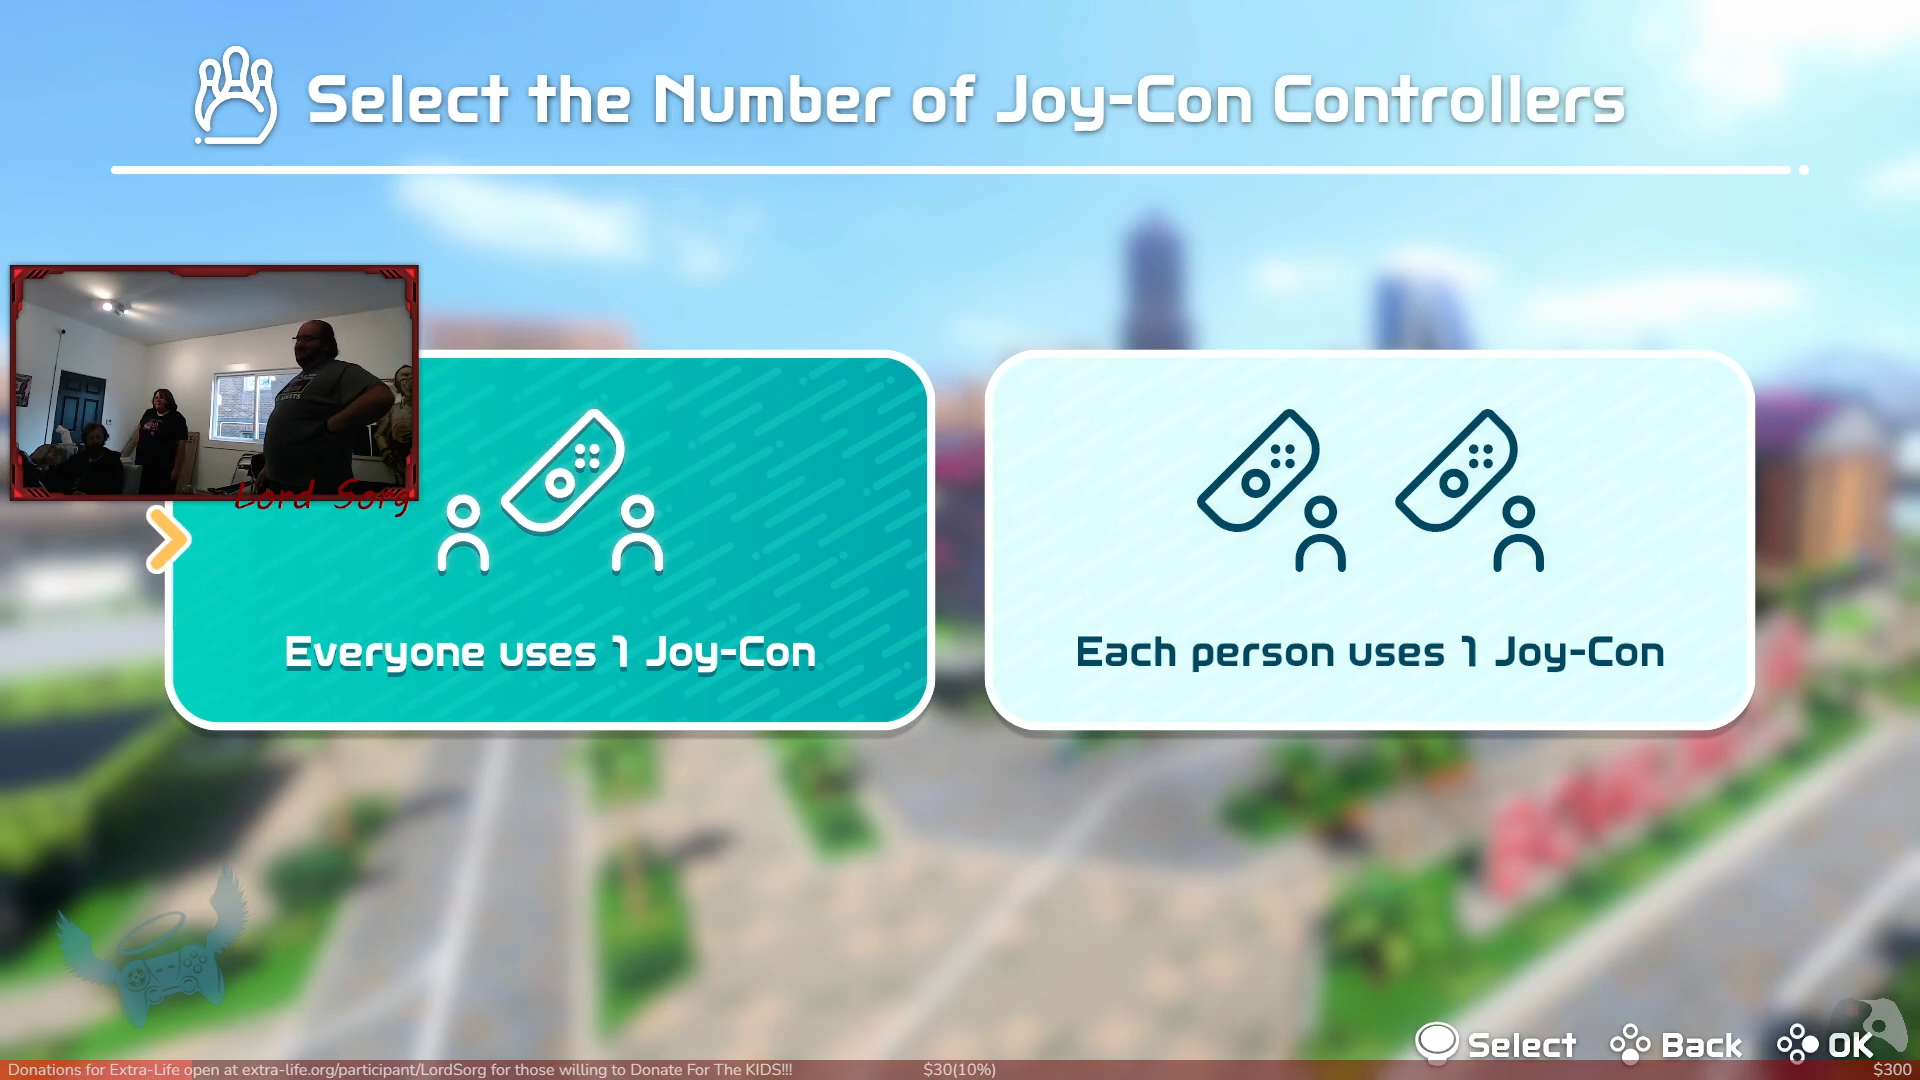 Select the Number of Joy-Con Controllers
Lord Sorg
Everyone uses 1 Joy-Con
Each person uses 1 Joy-Con
Select
Back
OK
Donations for Extra-Life open at extra-life.org/participant/LordSorg for those willing to Donate For The KIDS!!!
$30(10%)
$300